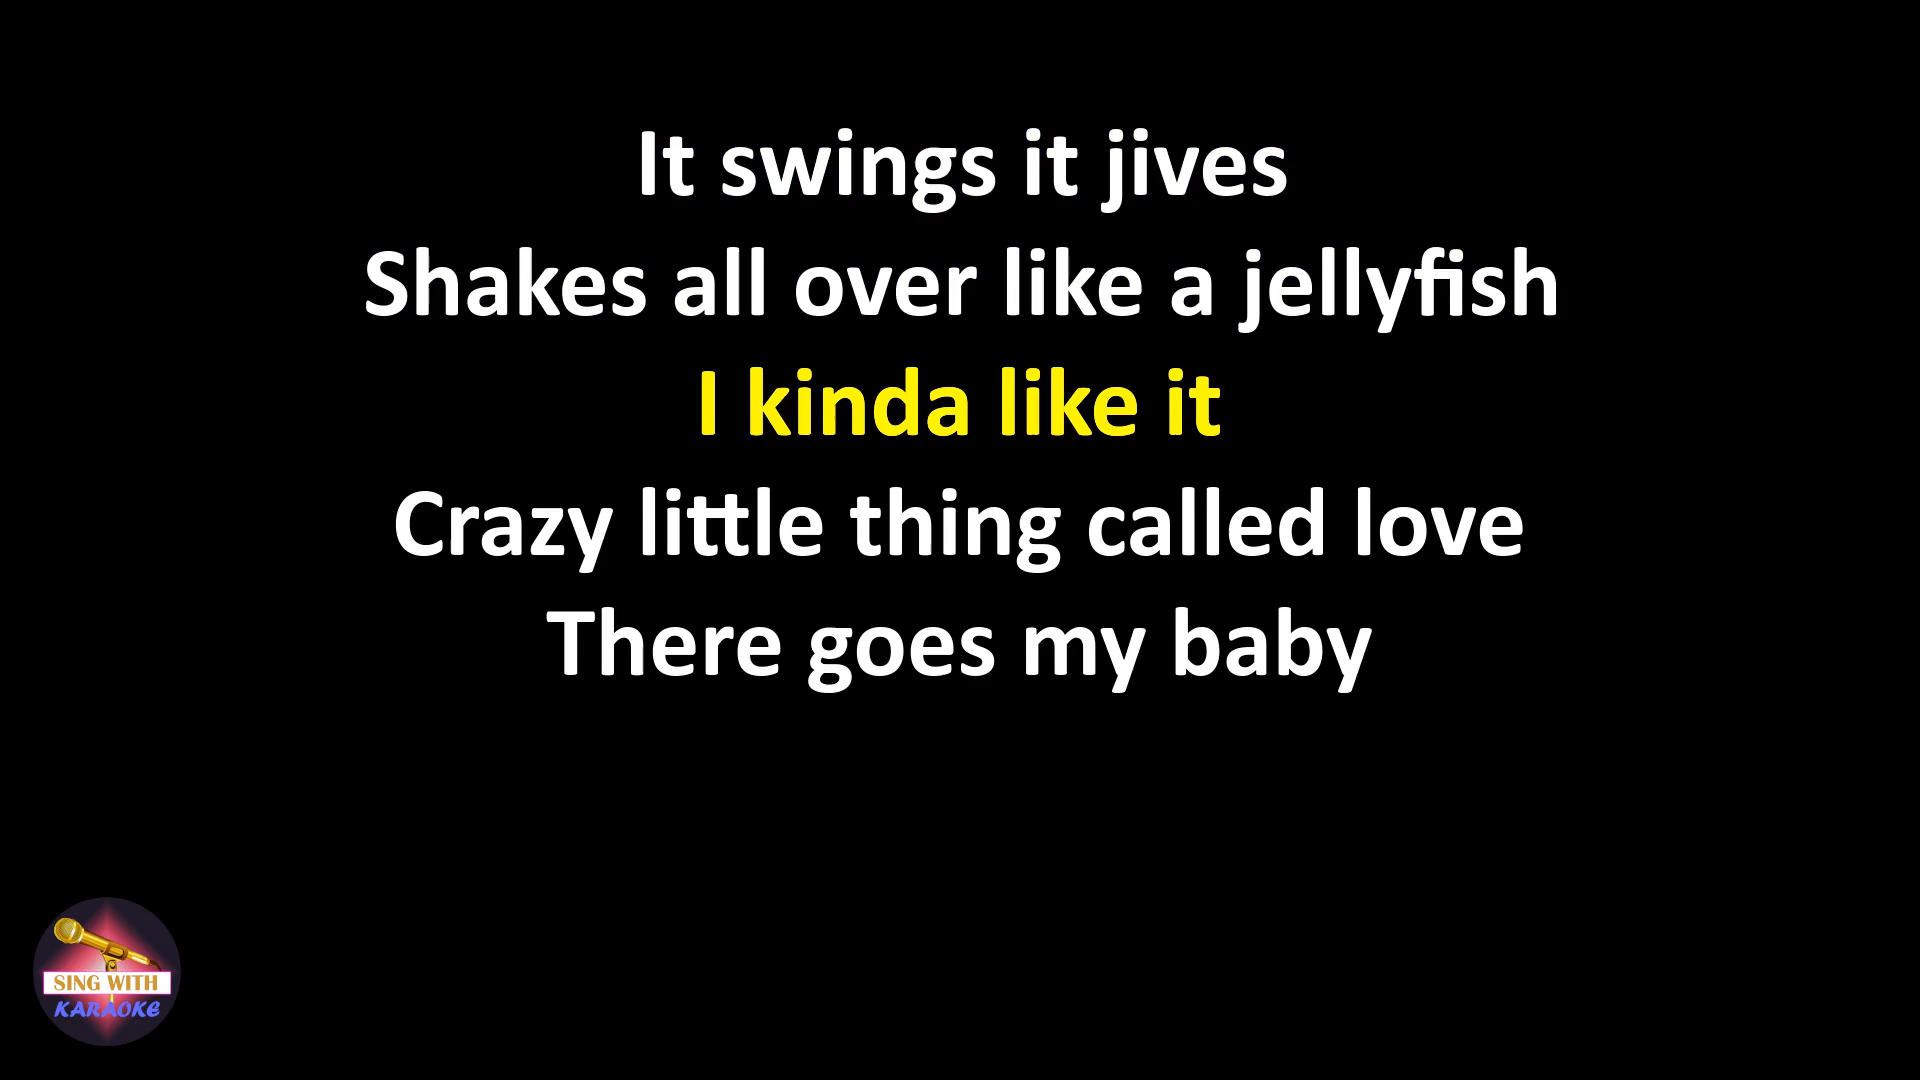 It swings it jives
Shakes all over like a jellyfish
I kinda like it
Crazy little thing called love
There goes my baby
SING WITH
KARAOKE